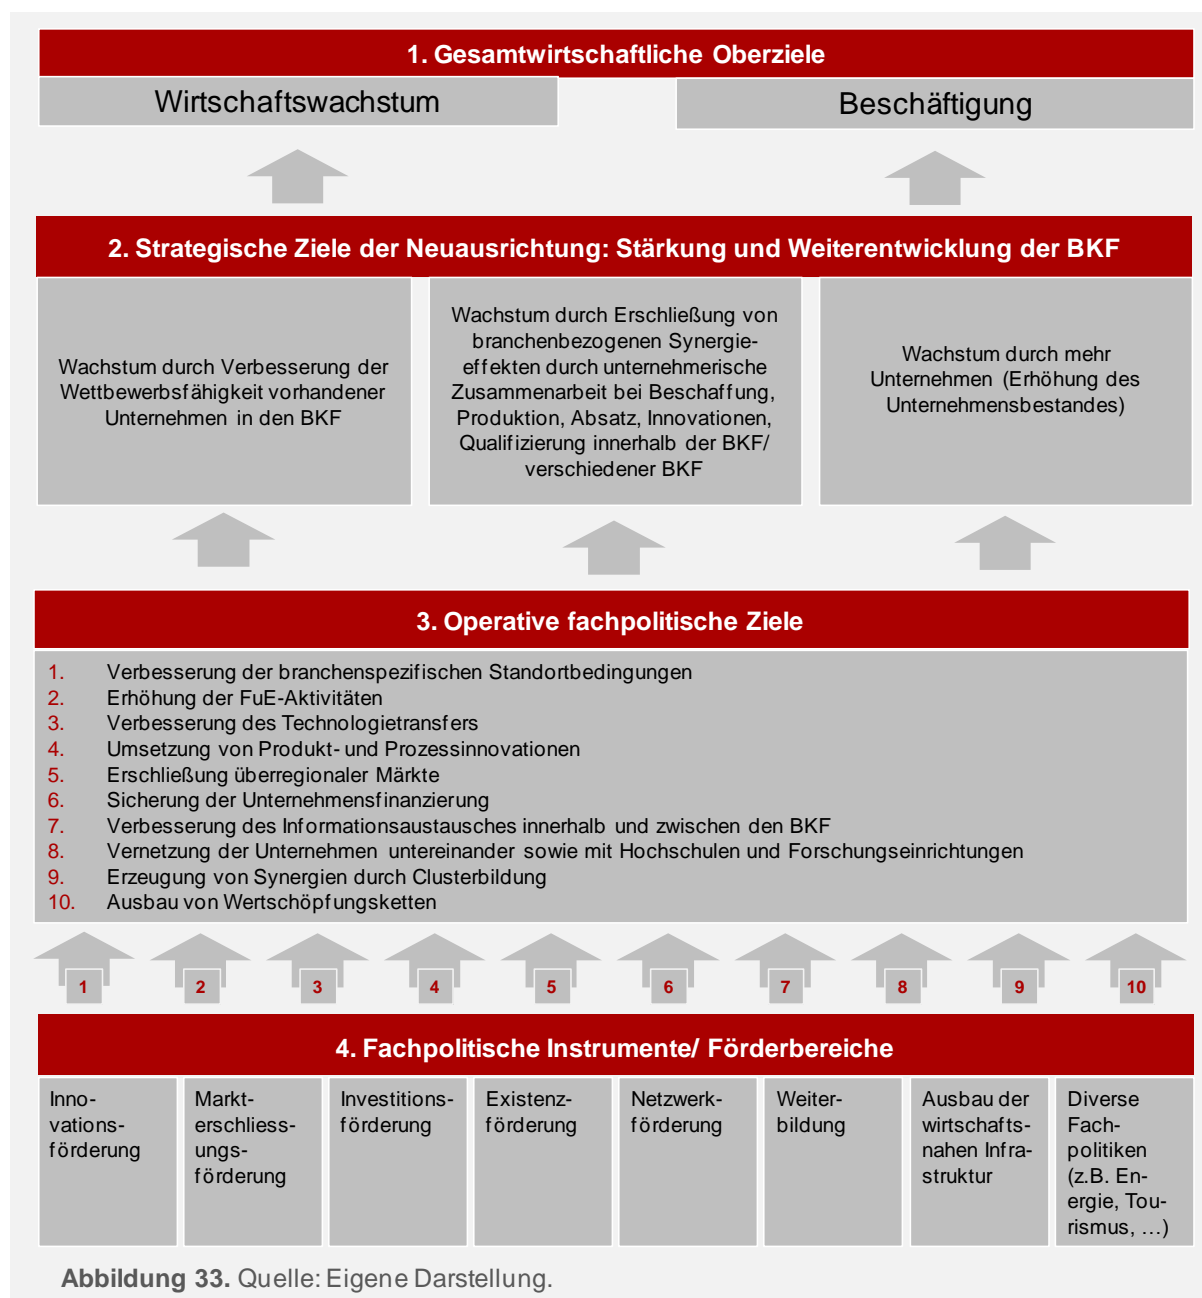 1. Gesamtwirtschaftliche Oberziele
Wirtschaftswachstum
Beschäftigung
2. Strategische Ziele der Neuausrichtung: Stärkung und Weiterentwicklung der BKF
Wachstum durch Verbesserung der
Wettbewerbsfähigkeit vorhandener
Unternehmen in den BKF
Wachstum durch Erschließung von
branchenbezogenen Synergie-
effekten durch unternehmerische
Zusammenarbeit bei Beschaffung,
Produktion, Absatz, Innovationen,
Qualifizierung innerhalb der BKF/
verschiedener BKF
Wachstum durch mehr
Unternehmen (Erhöhung des
Unternehmensbestandes)
3. Operative fachpolitische Ziele
1. Verbesserung der branchenspezifischen Standortbedingungen
2. Erhöhung der FuE-Aktivitäten
3. Verbesserung des Technologietransfers
4. Umsetzung von Produkt- und Prozessinnovationen
5. Erschließung überregionaler Märkte
6. Sicherung der Unternehmensfinanzierung
7. Verbesserung des Informationsaustausches innerhalb und zwischen den BKF
8. Vernetzung der Unternehmen untereinander sowie mit Hochschulen und Forschungseinrichtungen
9. Erzeugung von Synergien durch Clusterbildung
10. Ausbau von Wertschöpfungsketten
1 2 3 4 5 6 7 8 9 10
4. Fachpolitische Instrumente/ Förderbereiche
Inno-
vations-
förderung
Markt-
erschliess-
ungs-
förderung
Investitions-
förderung
Existenz-
förderung
Netzwerk-
förderung
Weiter-
bildung
Ausbau der
wirtschafts-
nahen Infra-
struktur
Diverse
Fach-
politiken
(z.B. En-
ergie, Tou-
rismus, …)
Abbildung 33. Quelle: Eigene Darstellung.